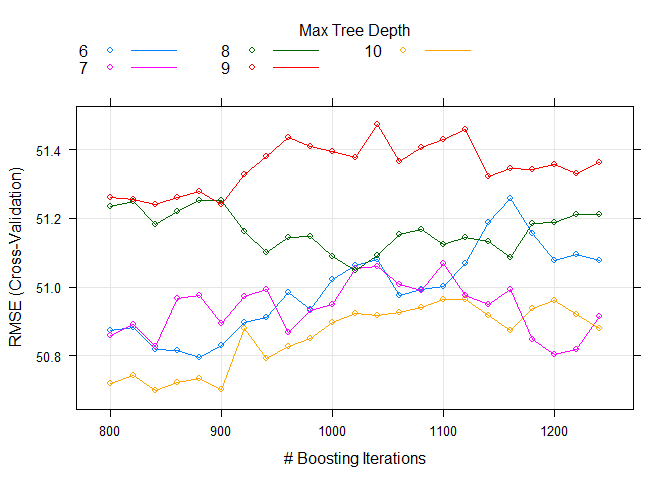 Max Tree Depth
6 8 10
7 9
RMSE (Cross-Validation)
51.4
51.2
51.0
50.8
800 900 1000 1100 1200
# Boosting Iterations